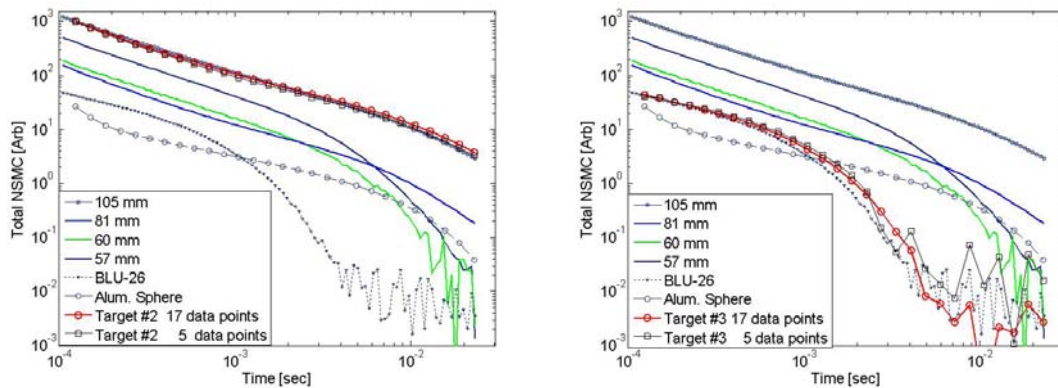 10³
10²
10¹
10⁰
10⁻¹
10⁻²
10⁻³
Total NSMC [Arb]
105 mm
81 mm
60 mm
57 mm
BLU-26
Alum. Sphere
Target #2 17 data points
Target #2 5 data points
10⁻⁴
10⁻³
10⁻²
Time [sec]
10³
10²
10¹
10⁰
10⁻¹
10⁻²
10⁻³
Total NSMC [Arb]
105 mm
81 mm
60 mm
57 mm
BLU-26
Alum. Sphere
Target #3 17 data points
Target #3 5 data points
10⁻⁴
10⁻³
10⁻²
Time [sec]